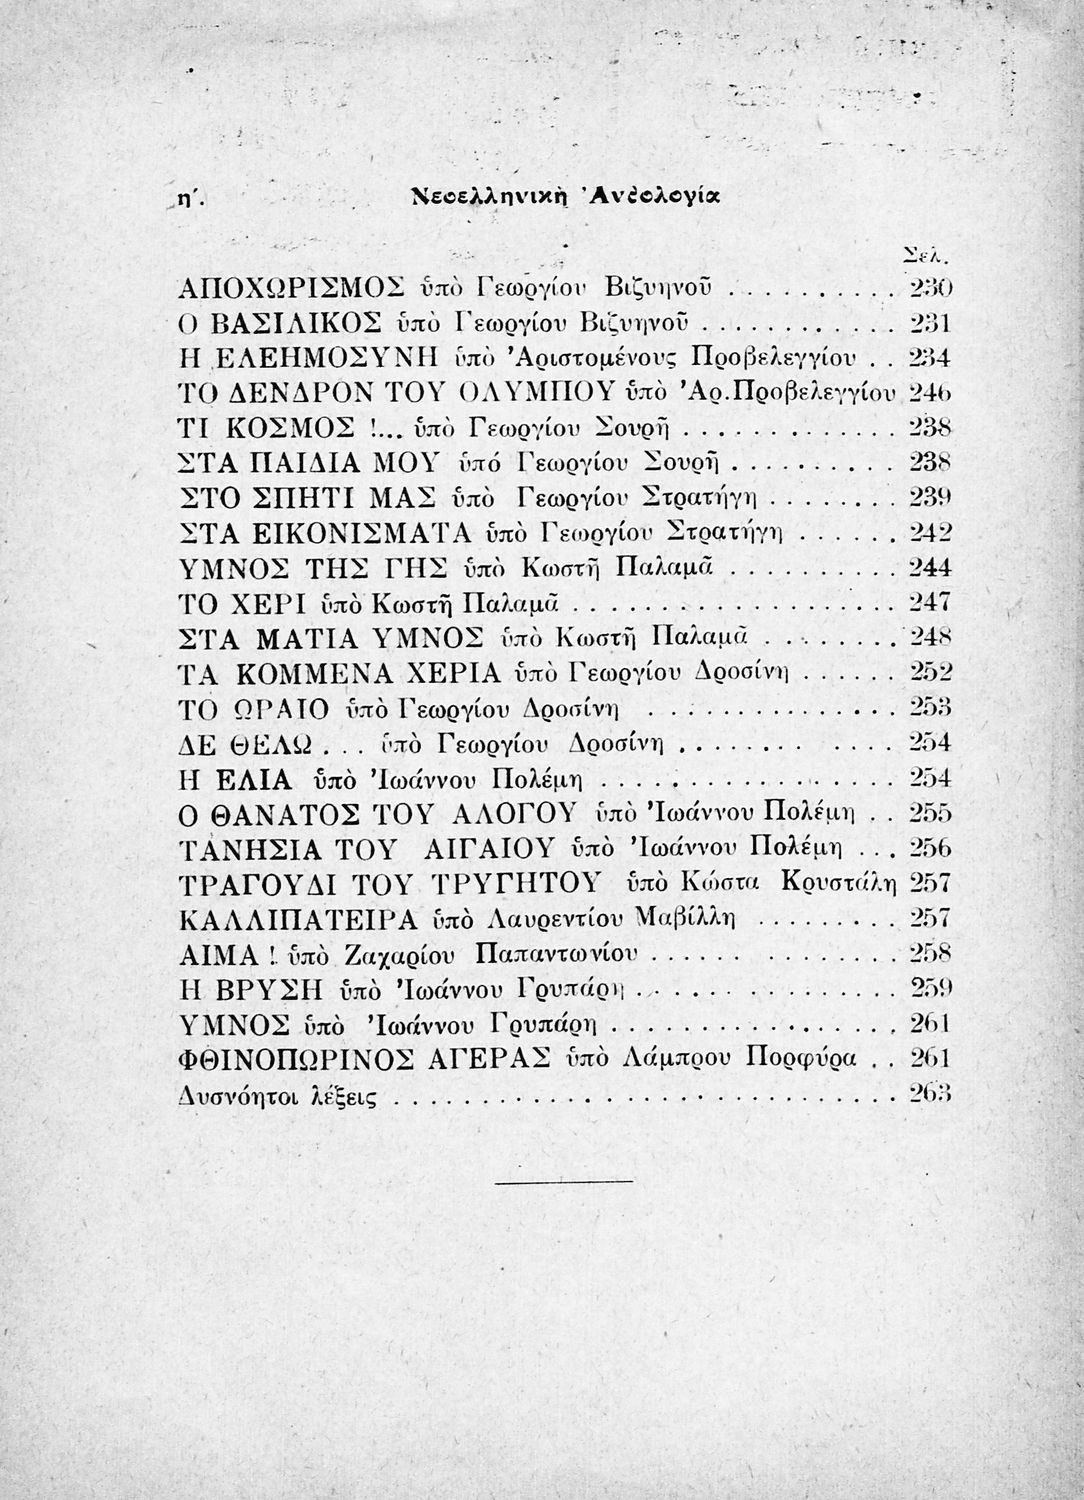 η΄. Νεοελληνικὴ Ἀνθολογία
Σελ.
ΑΠΟΧΩΡΙΣΜΟΣ ὑπὸ Γεωργίου Βιζυηνοῦ . . . . . . . . . . 230
Ο ΒΑΣΙΛΙΚΟΣ ὑπὸ Γεωργίου Βιζυηνοῦ . . . . . . . . . . . 231
Η ΕΛΕΗΜΟΣΥΝΗ ὑπὸ Ἀριστομένους Προβελεγγίου . . 234
ΤΟ ΔΕΝΔΡΟΝ ΤΟΥ ΟΛΥΜΠΟΥ ὑπὸ Ἀρ. Προβελεγγίου 246
ΤΙ ΚΟΣΜΟΣ !... ὑπὸ Γεωργίου Σουρῆ . . . . . . . . . . . . . 238
ΣΤΑ ΠΑΙΔΙΑ ΜΟΥ ὑπό Γεωργίου Σουρῆ . . . . . . . . . . 238
ΣΤΟ ΣΠΗΤΙ ΜΑΣ ὑπὸ Γεωργίου Στρατήγη . . . . . . . . 239
ΣΤΑ ΕΙΚΟΝΙΣΜΑΤΑ ὑπὸ Γεωργίου Στρατήγη . . . . . . 242
ΥΜΝΟΣ ΤΗΣ ΓΗΣ ὑπὸ Κωστῆ Παλαμᾶ . . . . . . . . . . 244
ΤΟ ΧΕΡΙ ὑπὸ Κωστῆ Παλαμᾶ . . . . . . . . . . . . . . . . . . 247
ΣΤΑ ΜΑΤΙΑ ΥΜΝΟΣ ὑπὸ Κωστῆ Παλαμᾶ . . . . . . . . 248
ΤΑ ΚΟΜΜΕΝΑ ΧΕΡΙΑ ὑπὸ Γεωργίου Δροσίνη . . . . . . 252
ΤΟ ΩΡΑΙΟ ὑπὸ Γεωργίου Δροσίνη . . . . . . . . . . . . . . 253
ΔΕ ΘΕΛΩ . . . ὑπὸ Γεωργίου Δροσίνη . . . . . . . . . . . 254
Η ΕΛΙΑ ὑπὸ Ἰωάννου Πολέμη . . . . . . . . . . . . . . . . 254
Ο ΘΑΝΑΤΟΣ ΤΟΥ ΑΛΟΓΟΥ ὑπὸ Ἰωάννου Πολέμη . . 255
ΤΑΝΗΣΙΑ ΤΟΥ ΑΙΓΑΙΟΥ ὑπὸ Ἰωάννου Πολέμη . . . 256
ΤΡΑΓΟΥΔΙ ΤΟΥ ΤΡΥΓΗΤΟΥ ὑπὸ Κώστα Κρυστάλη 257
ΚΑΛΛΙΠΑΤΕΙΡΑ ὑπὸ Λαυρεντίου Μαβίλλη . . . . . . . . 257
ΑΙΜΑ ! ὑπὸ Ζαχαρίου Παπαντωνίου . . . . . . . . . . . . . 258
Η ΒΡΥΣΗ ὑπὸ Ἰωάννου Γρυπάρη . . . . . . . . . . . . . . 259
ΥΜΝΟΣ ὑπὸ Ἰωάννου Γρυπάρη . . . . . . . . . . . . . . . . 261
ΦΘΙΝΟΠΩΡΙΝΟΣ ΑΓΕΡΑΣ ὑπὸ Λάμπρου Πορφύρα . . 261
Δυσνόητοι λέξεις . . . . . . . . . . . . . . . . . . . . . . . . . . . . 263